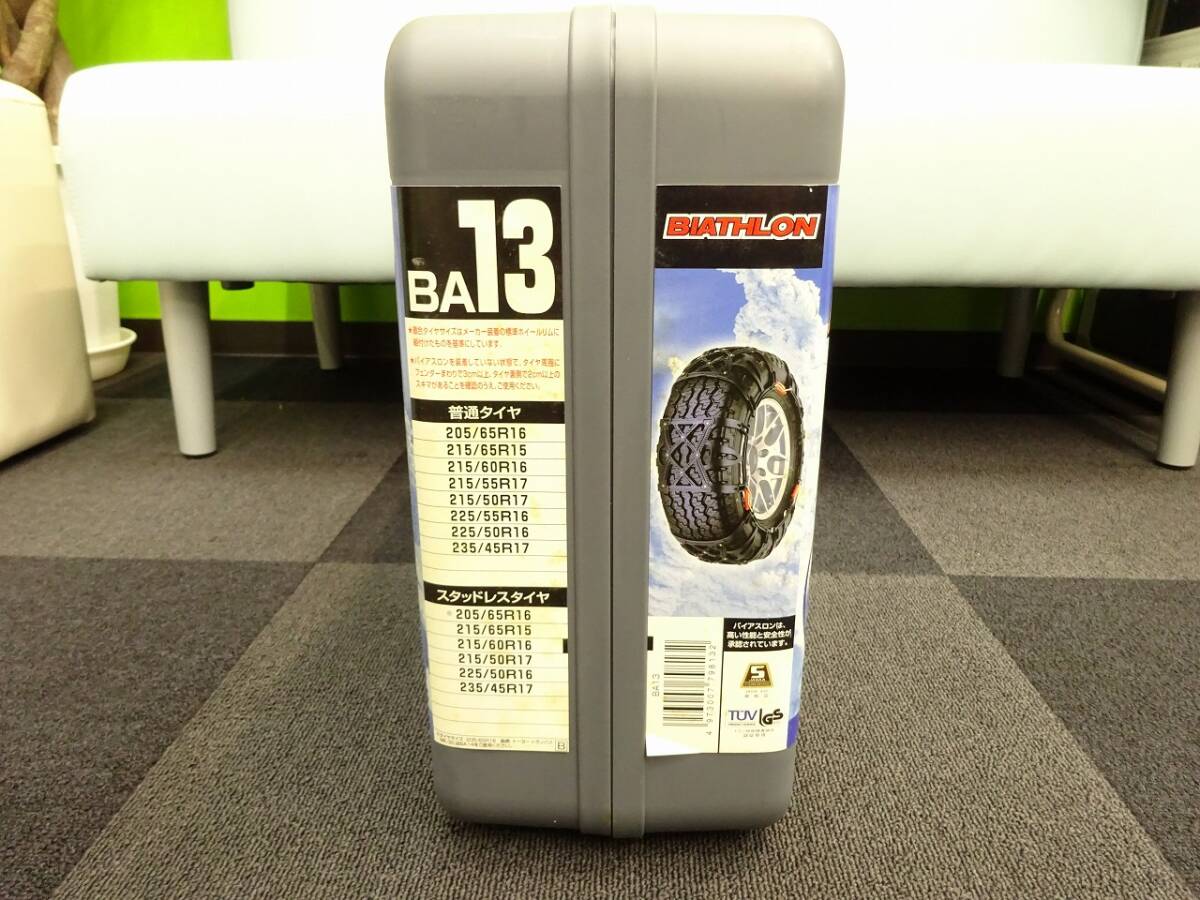 BA13
★適合タイヤサイズはメーカー装着の標準ホイールリムに
組付けたものを基準にしています。
★バイアスロンを装着していない状態で、タイヤ周囲に
フェンダーまわりで3cm以上、タイヤ裏側で2cm以上の
スキマがあることを確認のうえ、ご使用ください。
普通タイヤ
205/65R16
215/65R15
215/60R16
215/55R17
215/50R17
225/55R16
225/50R16
235/45R17
スタッドレスタイヤ
※205/65R16
215/65R15
215/60R16
215/50R17
225/50R16
235/45R17
B
BIATHLON
バイアスロンは、
高い性能と安全性が
承認されています。
BA13
4 973007 798132
S
TÜV
GS